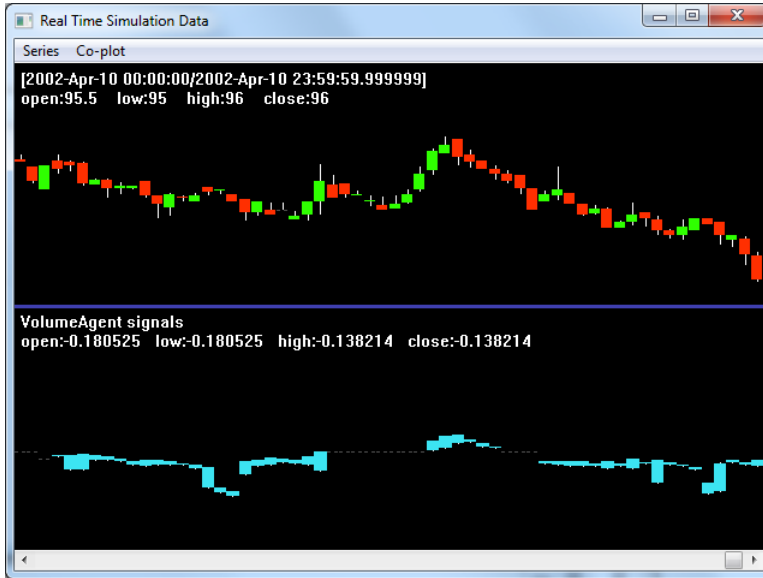 Real Time Simulation Data
Series Co-plot
[2002-Apr-10 00:00:00/2002-Apr-10 23:59:59.999999]
open:95.5 low:95 high:96 close:96
VolumeAgent signals
open:-0.180525 low:-0.180525 high:-0.138214 close:-0.138214